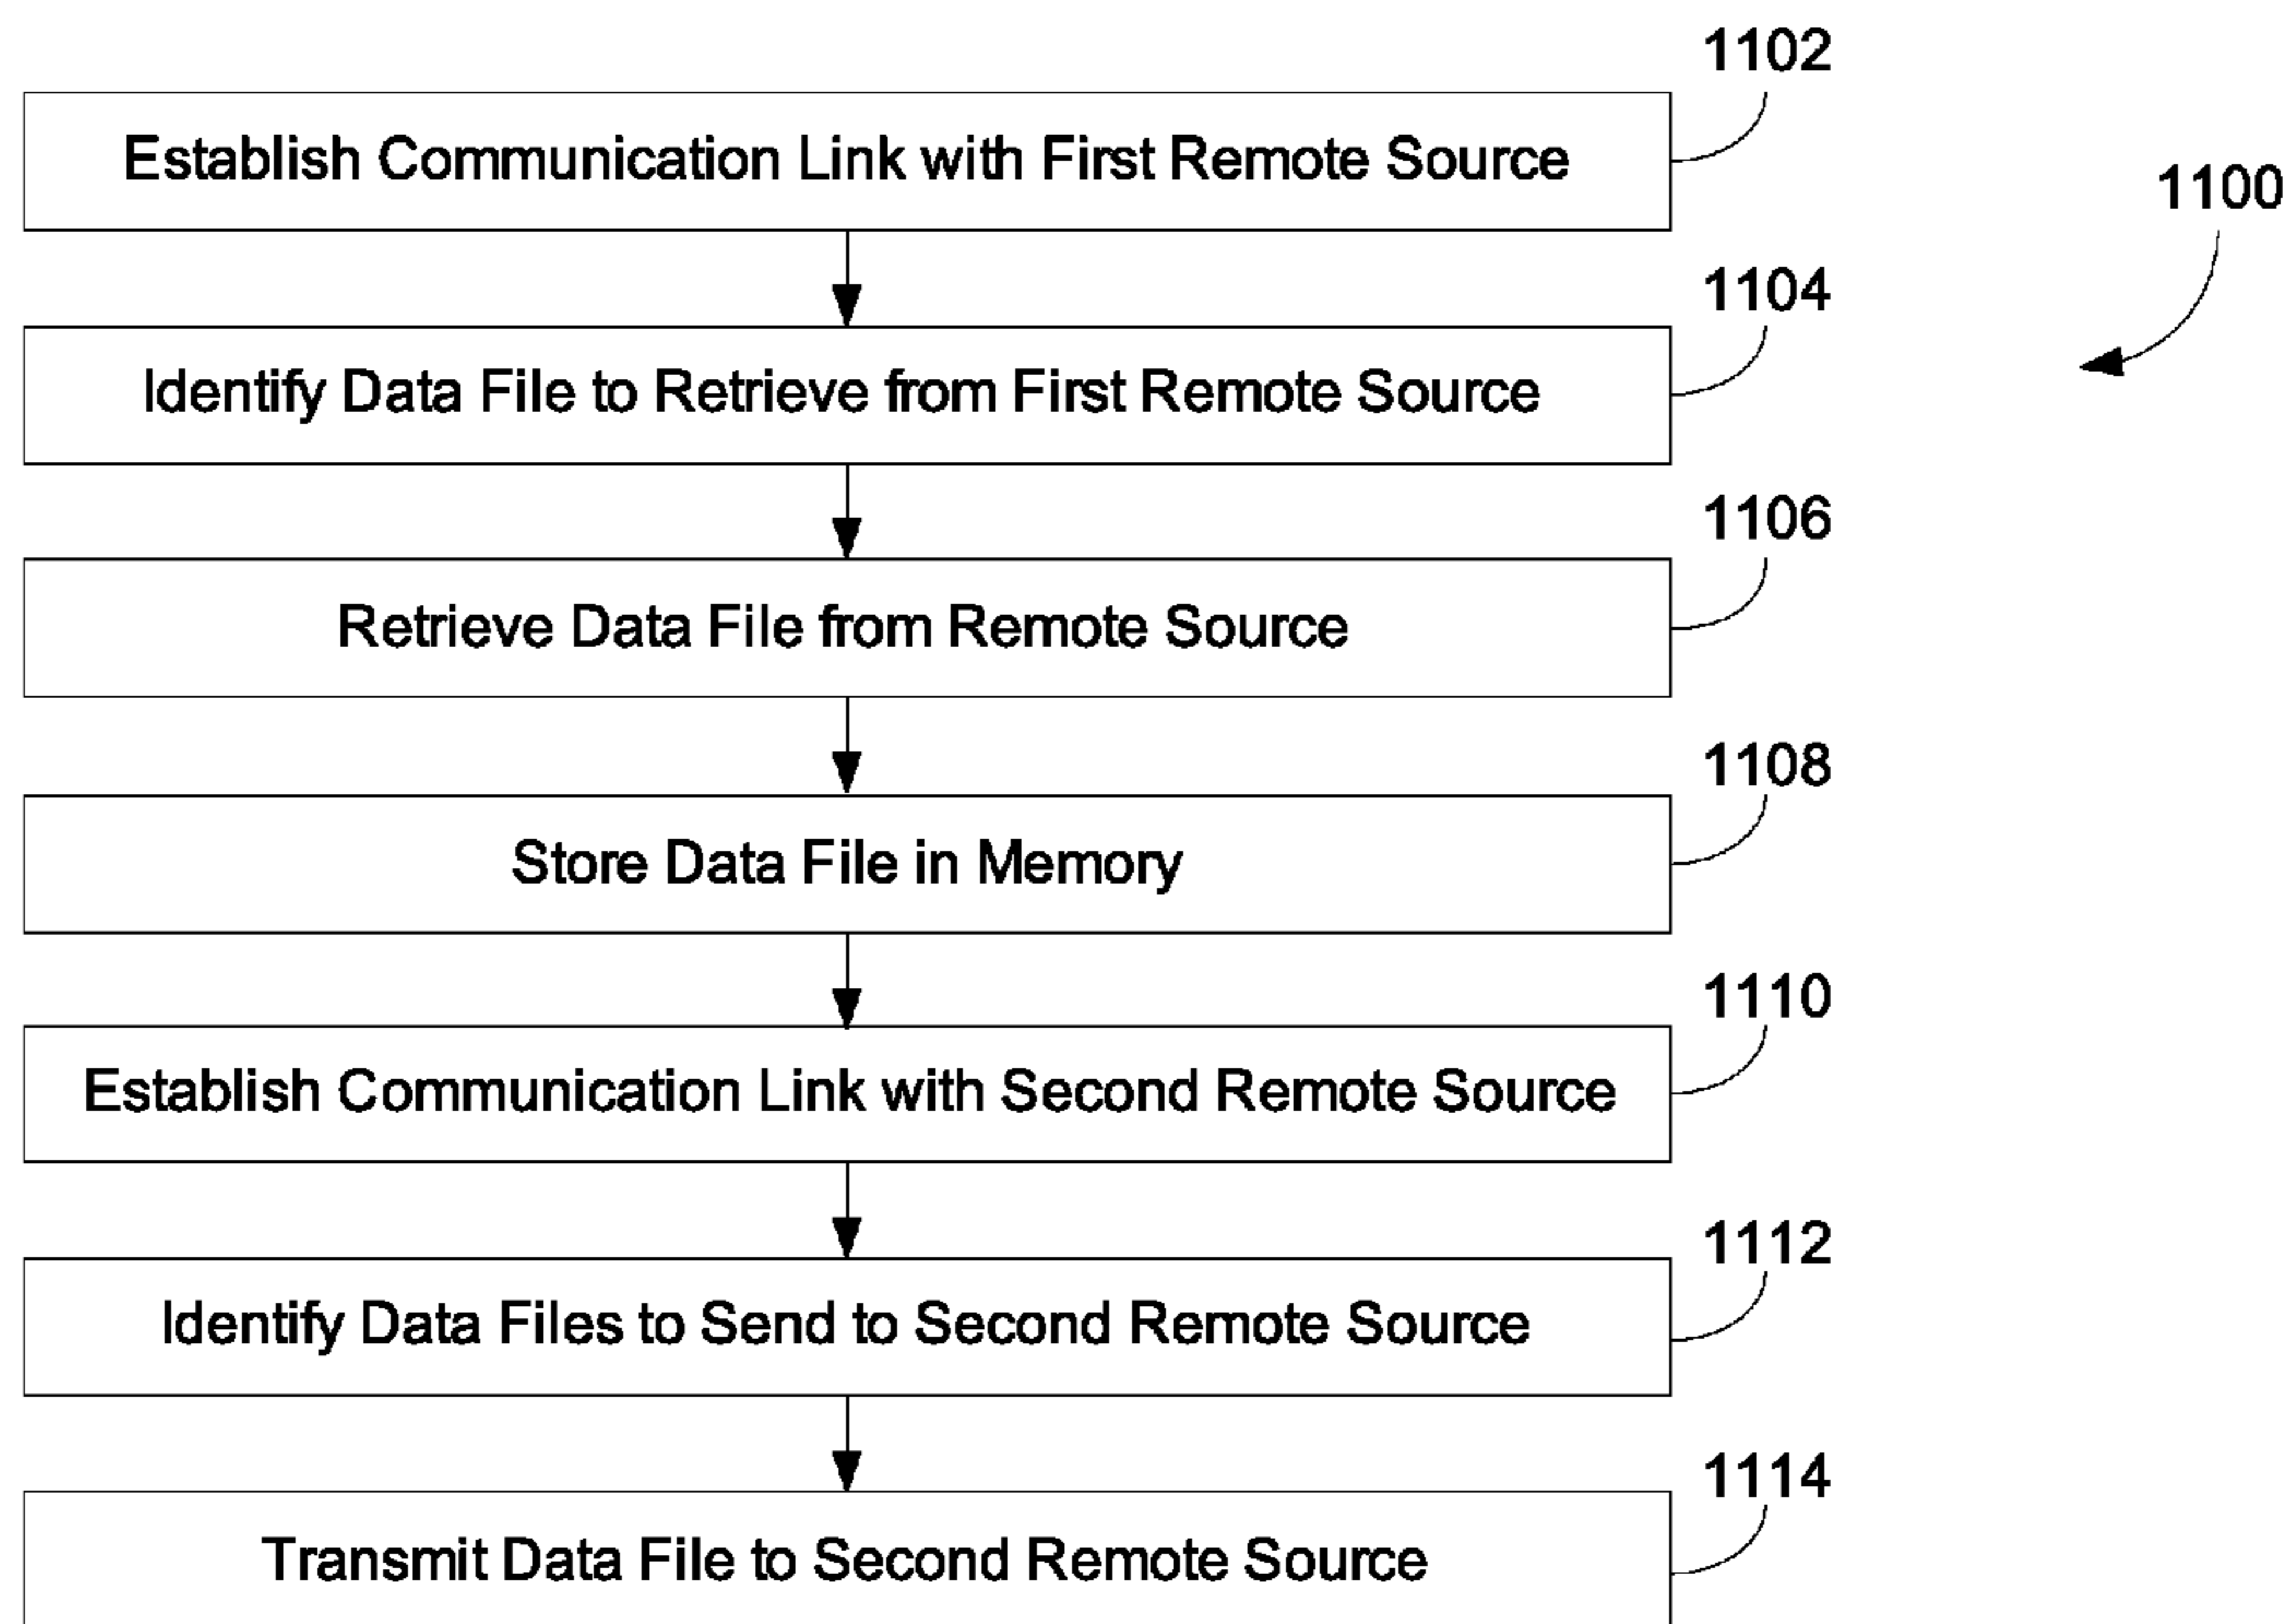 1102
Establish Communication Link with First Remote Source
1100
1104
Identify Data File to Retrieve from First Remote Source
1106
Retrieve Data File from Remote Source
1108
Store Data File in Memory
1110
Establish Communication Link with Second Remote Source
1112
Identify Data Files to Send to Second Remote Source
1114
Transmit Data File to Second Remote Source